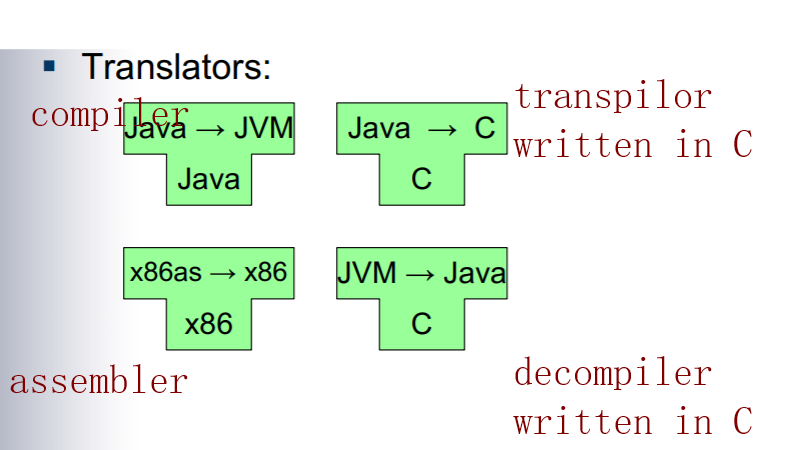 Translators:
compiler
Java → JVM
Java
Java → C
C
transpilor
written in C
x86as → x86
x86
JVM → Java
C
assembler
decompiler
written in C